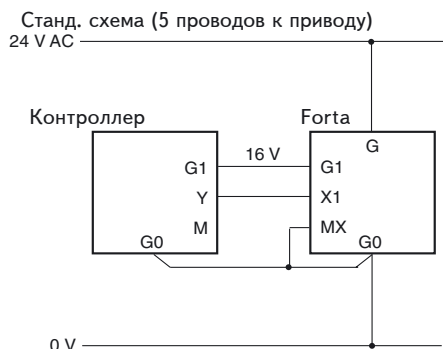 Станд. схема (5 проводов к приводу)
24 V AC
Контроллер Forta
G
G1 16 V G1
Y X1
M MX
G0 G0
0 V